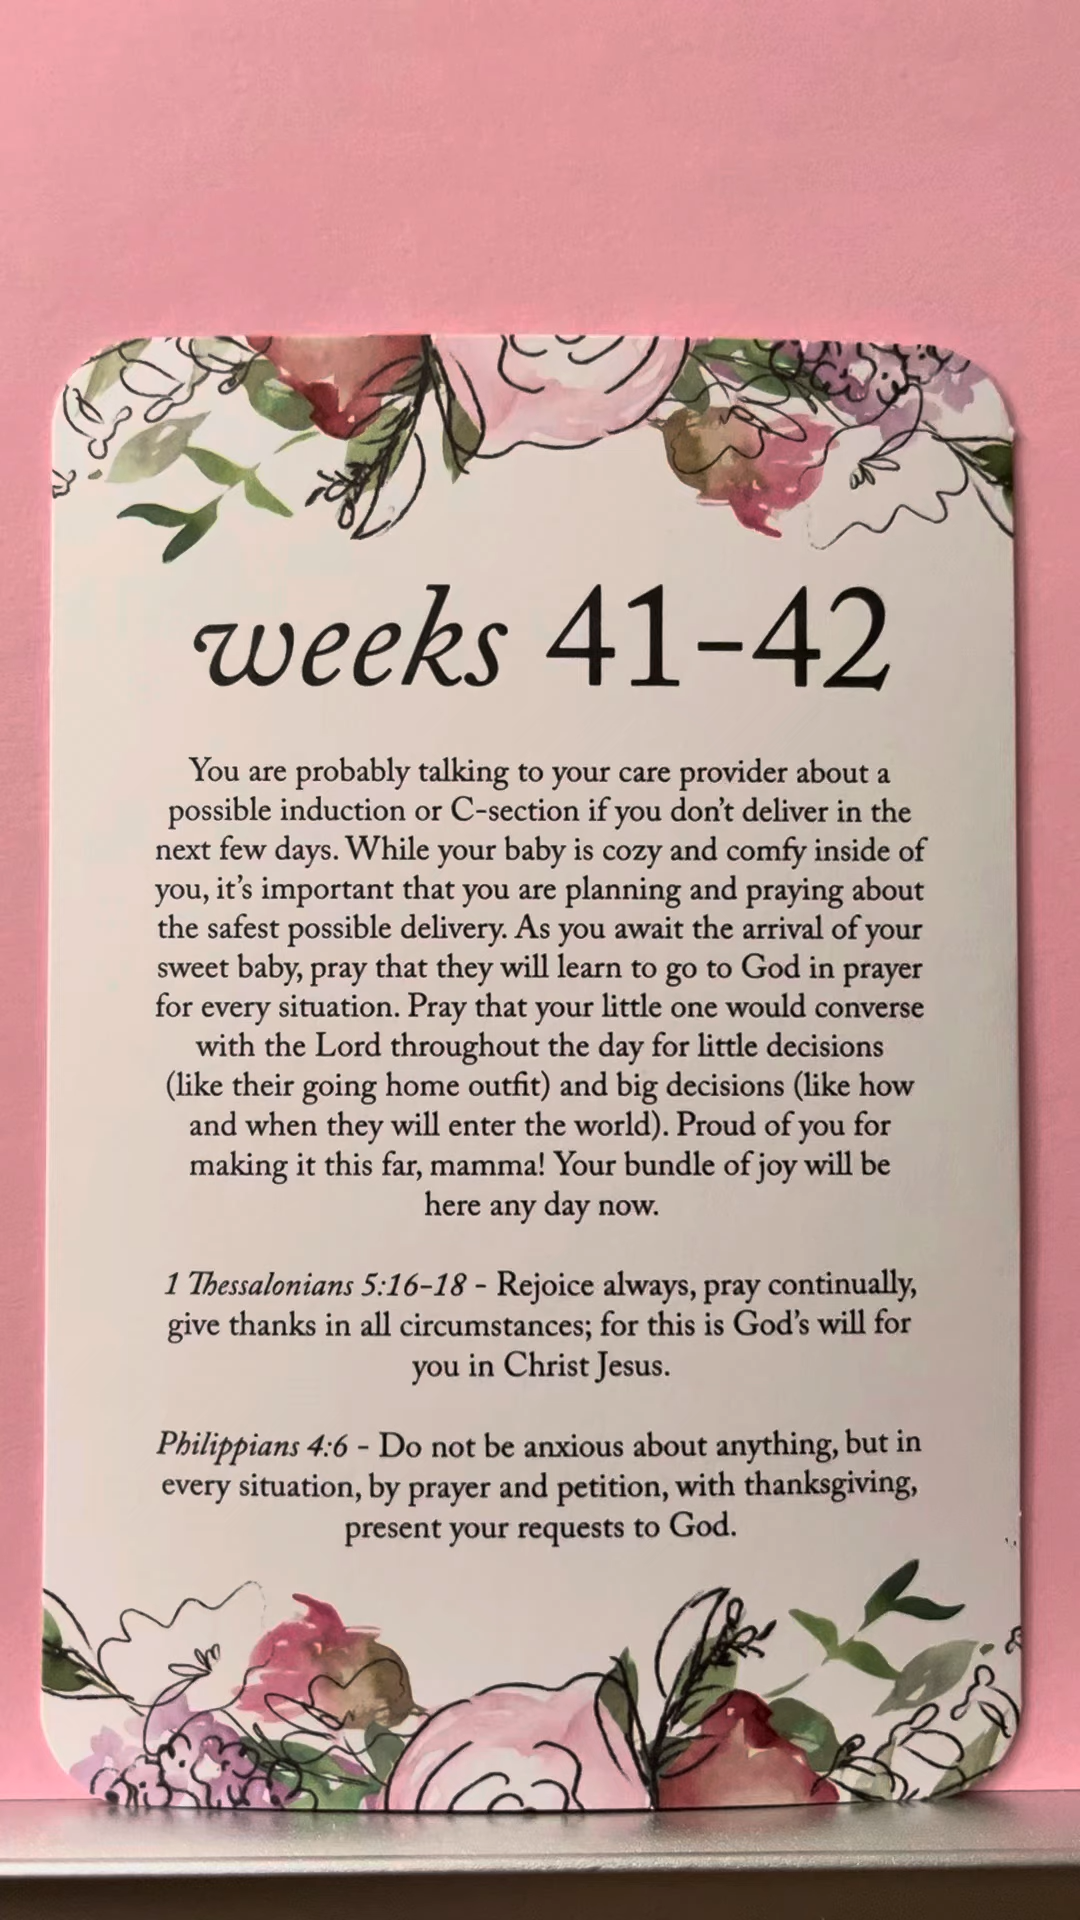 weeks 41-42
You are probably talking to your care provider about a
possible induction or C-section if you don't deliver in the
next few days. While your baby is cozy and comfy inside of
you, it's important that you are planning and praying about
the safest possible delivery. As you await the arrival of your
sweet baby, pray that they will learn to go to God in prayer
for every situation. Pray that your little one would converse
with the Lord throughout the day for little decisions
(like their going home outfit) and big decisions (like how
and when they will enter the world). Proud of you for
making it this far, mamma! Your bundle of joy will be
here any day now.
1 Thessalonians 5:16-18 - Rejoice always, pray continually,
give thanks in all circumstances; for this is God's will for
you in Christ Jesus.
Philippians 4:6 - Do not be anxious about anything, but in
every situation, by prayer and petition, with thanksgiving,
present your requests to God.